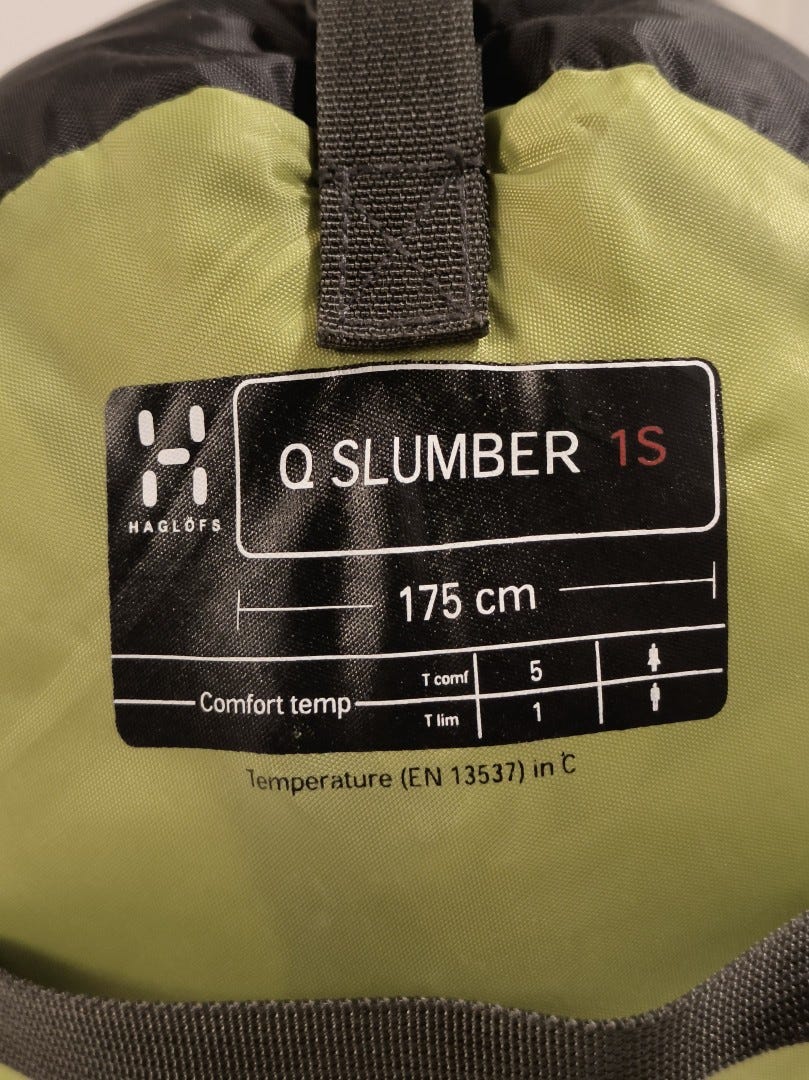 HAGLÖFS
Q SLUMBER 1S
175 cm
Comfort temp
T comf 5
T lim 1
Temperature (EN 13537) in °C